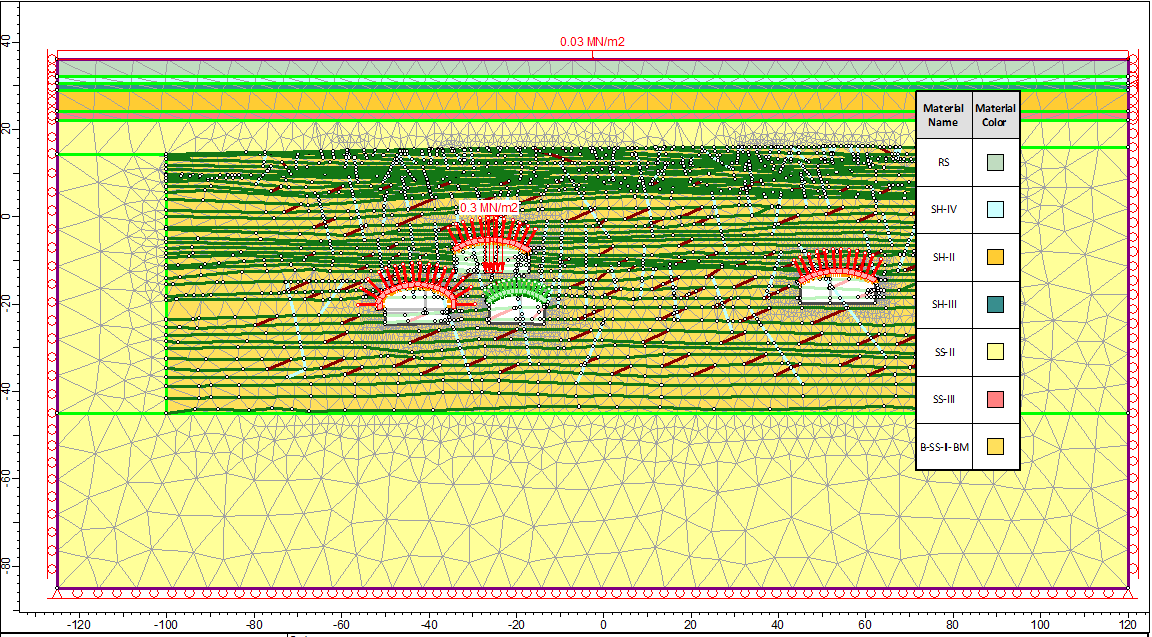 0.03 MN/m2
40
20
0
-20
-40
-60
-80
0.3 MN/m2
Material Name Material Color
RS
SH-IV
SH-II
SH-III
SS-II
SS-III
B-SS-II-BM
-120 -100 -80 -60 -40 -20 0 20 40 60 80 100 120